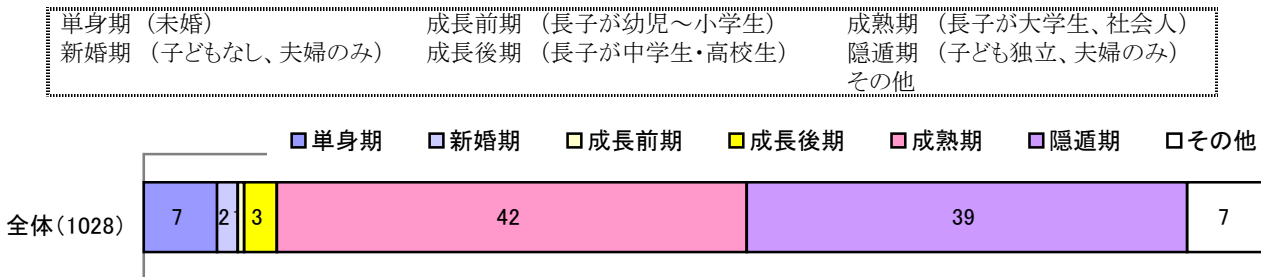 単身期 (未婚) 成長前期 (長子が幼児～小学生) 成熟期 (長子が大学生、社会人)
新婚期 (子どもなし、夫婦のみ) 成長後期 (長子が中学生・高校生) 隠遁期 (子ども独立、夫婦のみ)
その他
単身期 新婚期 成長前期 成長後期 成熟期 隠遁期 その他
全体(1028) 7 2 3 42 39 7